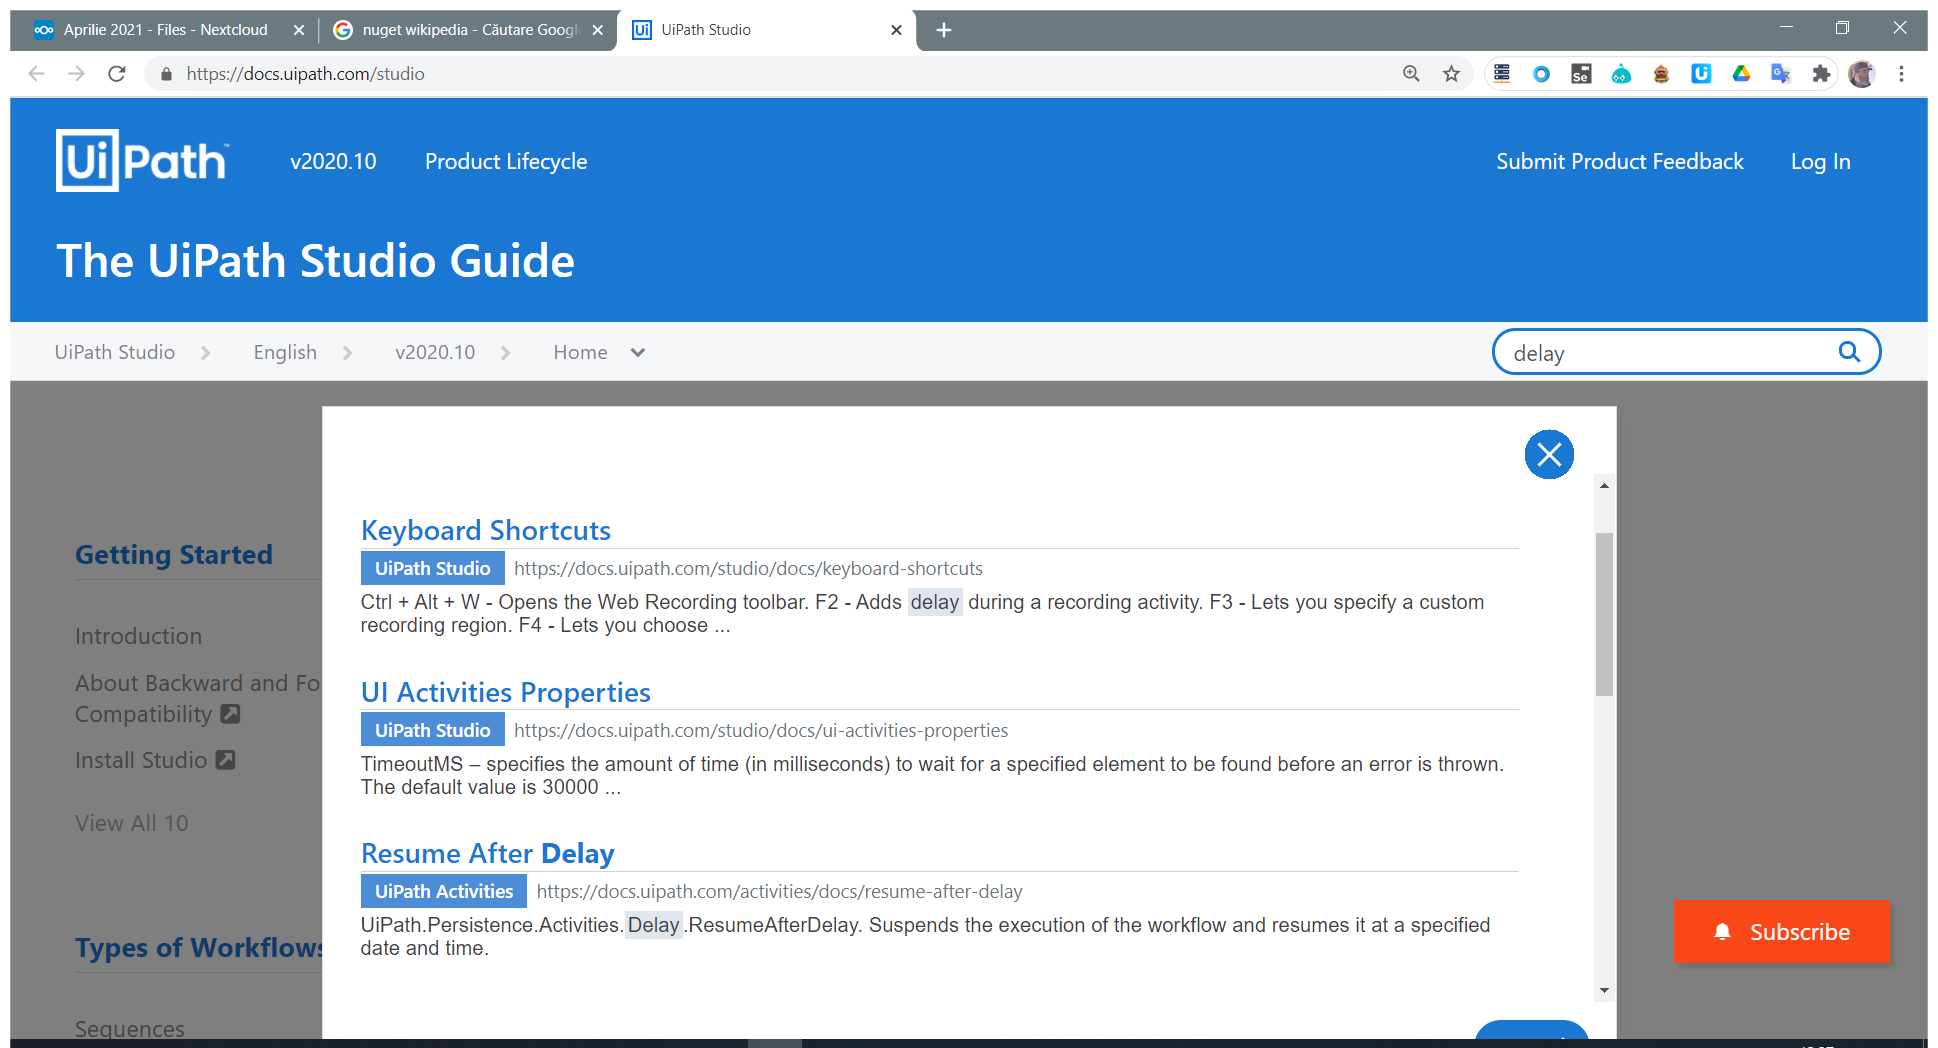 Aprilie 2021 - Files - Nextcloud
nuget wikipedia - Căutare Google
UiPath Studio
https://docs.uipath.com/studio
UiPath™
v2020.10
Product Lifecycle
Submit Product Feedback
Log In
The UiPath Studio Guide
UiPath Studio
English
v2020.10
Home
delay
Getting Started
Introduction
About Backward and Fo
Compatibility
Install Studio
View All 10
Types of Workflows
Sequences
Keyboard Shortcuts
UiPath Studio https://docs.uipath.com/studio/docs/keyboard-shortcuts
Ctrl + Alt + W - Opens the Web Recording toolbar. F2 - Adds delay during a recording activity. F3 - Lets you specify a custom
recording region. F4 - Lets you choose ...
UI Activities Properties
UiPath Studio https://docs.uipath.com/studio/docs/ui-activities-properties
TimeoutMS – specifies the amount of time (in milliseconds) to wait for a specified element to be found before an error is thrown.
The default value is 30000 ...
Resume After Delay
UiPath Activities https://docs.uipath.com/activities/docs/resume-after-delay
UiPath.Persistence.Activities.Delay.ResumeAfterDelay. Suspends the execution of the workflow and resumes it at a specified
date and time.
Subscribe